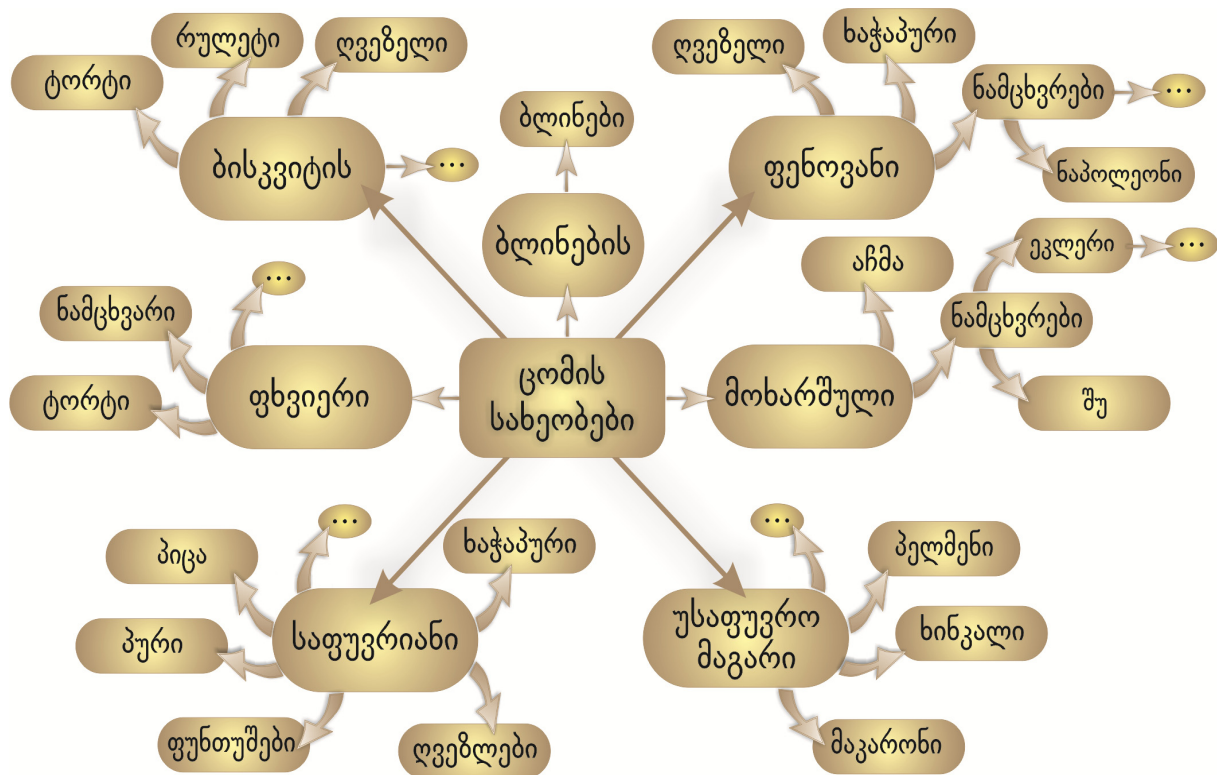 რულეტი
ღვეზელი
ტორტი
ბისკვიტის
...
ბლინები
ბლინების
ღვეზელი
ხაჭაპური
ნამცხვრები
...
ფენოვანი
ნაპოლეონი
ეკლერი
...
აჩმა
ნამცხვრები
მოხარშული
შუ
...
ნამცხვარი
ფხვიერი
ტორტი
ცომის
სახეობები
...
პიცა
ხაჭაპური
პური
საფუვრიანი
ფუნთუშები
ღვეზლები
...
პელმენი
უსაფუვრო
მაგარი
ხინკალი
მაკარონი